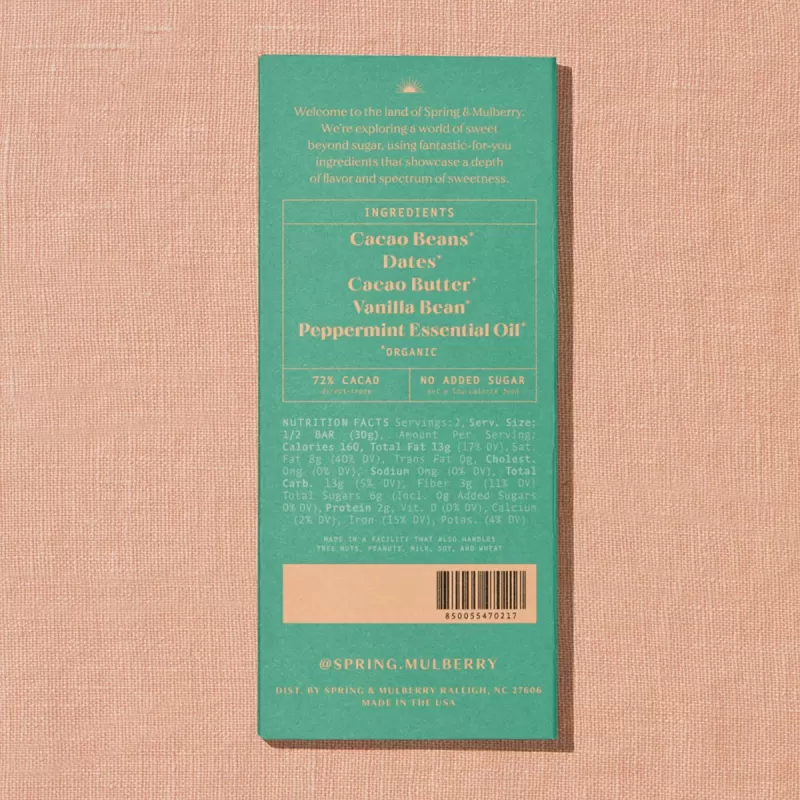 Welcome to the land of Spring & Mulberry.
We're exploring a world of sweet
beyond sugar, using fantastic-for-you
ingredients that showcase a depth
of flavor and spectrum of sweetness.
INGREDIENTS
Cacao Beans*
Dates*
Cacao Butter*
Vanilla Bean*
Peppermint Essential Oil*
*ORGANIC
72% CACAO
NO ADDED SUGAR
not a low calorie food
NUTRITION FACTS Servings:2, Serv. Size:
1/2 BAR (30g), Amount Per Serving:
Calories 160, Total Fat 13g (17% DV), Sat.
Fat 8g (40% DV), Trans Fat 0g, Cholest.
0mg (0% DV), Sodium 0mg (0% DV), Total
Carb. 13g (5% DV), Fiber 3g (11% DV)
Total Sugars 6g (Incl. 0g Added Sugars
0% DV), Protein 2g, Vit. D (0% DV), Calcium
(2% DV), Iron (15% DV), Potas. (4% DV)
MADE IN A FACILITY THAT ALSO HANDLES
TREE NUTS, PEANUTS, MILK, SOY, AND WHEAT
850055470217
@SPRING.MULBERRY
DIST. BY SPRING & MULBERRY RALEIGH, NC 27606
MADE IN THE USA